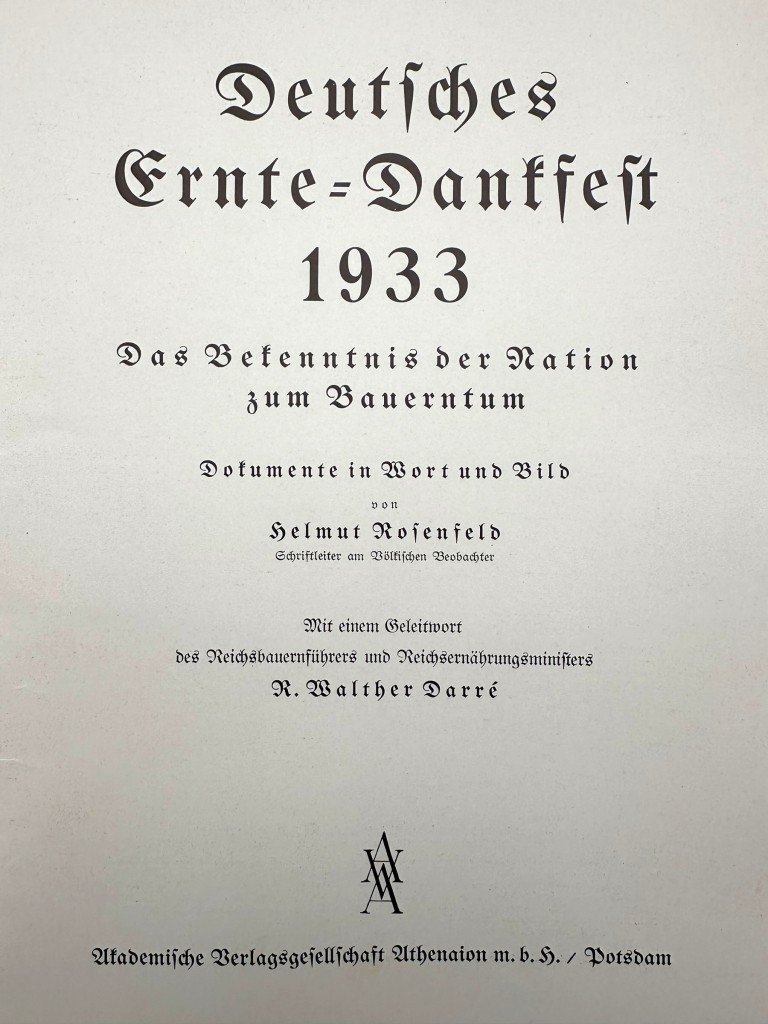 Deutſches
Ernte-Dankfeſt
1933
Das Bekenntnis der Nation
zum Bauerntum
Dokumente in Wort und Bild
von
Helmut Roſenfeld
Schriftleiter am Völkiſchen Beobachter
Mit einem Geleitwort
des Reichsbauernführers und Reichsernährungsminiſters
R. Walther Darré
Akademiſche Verlagsgeſellſchaft Athenaion m. b. H. / Potsdam